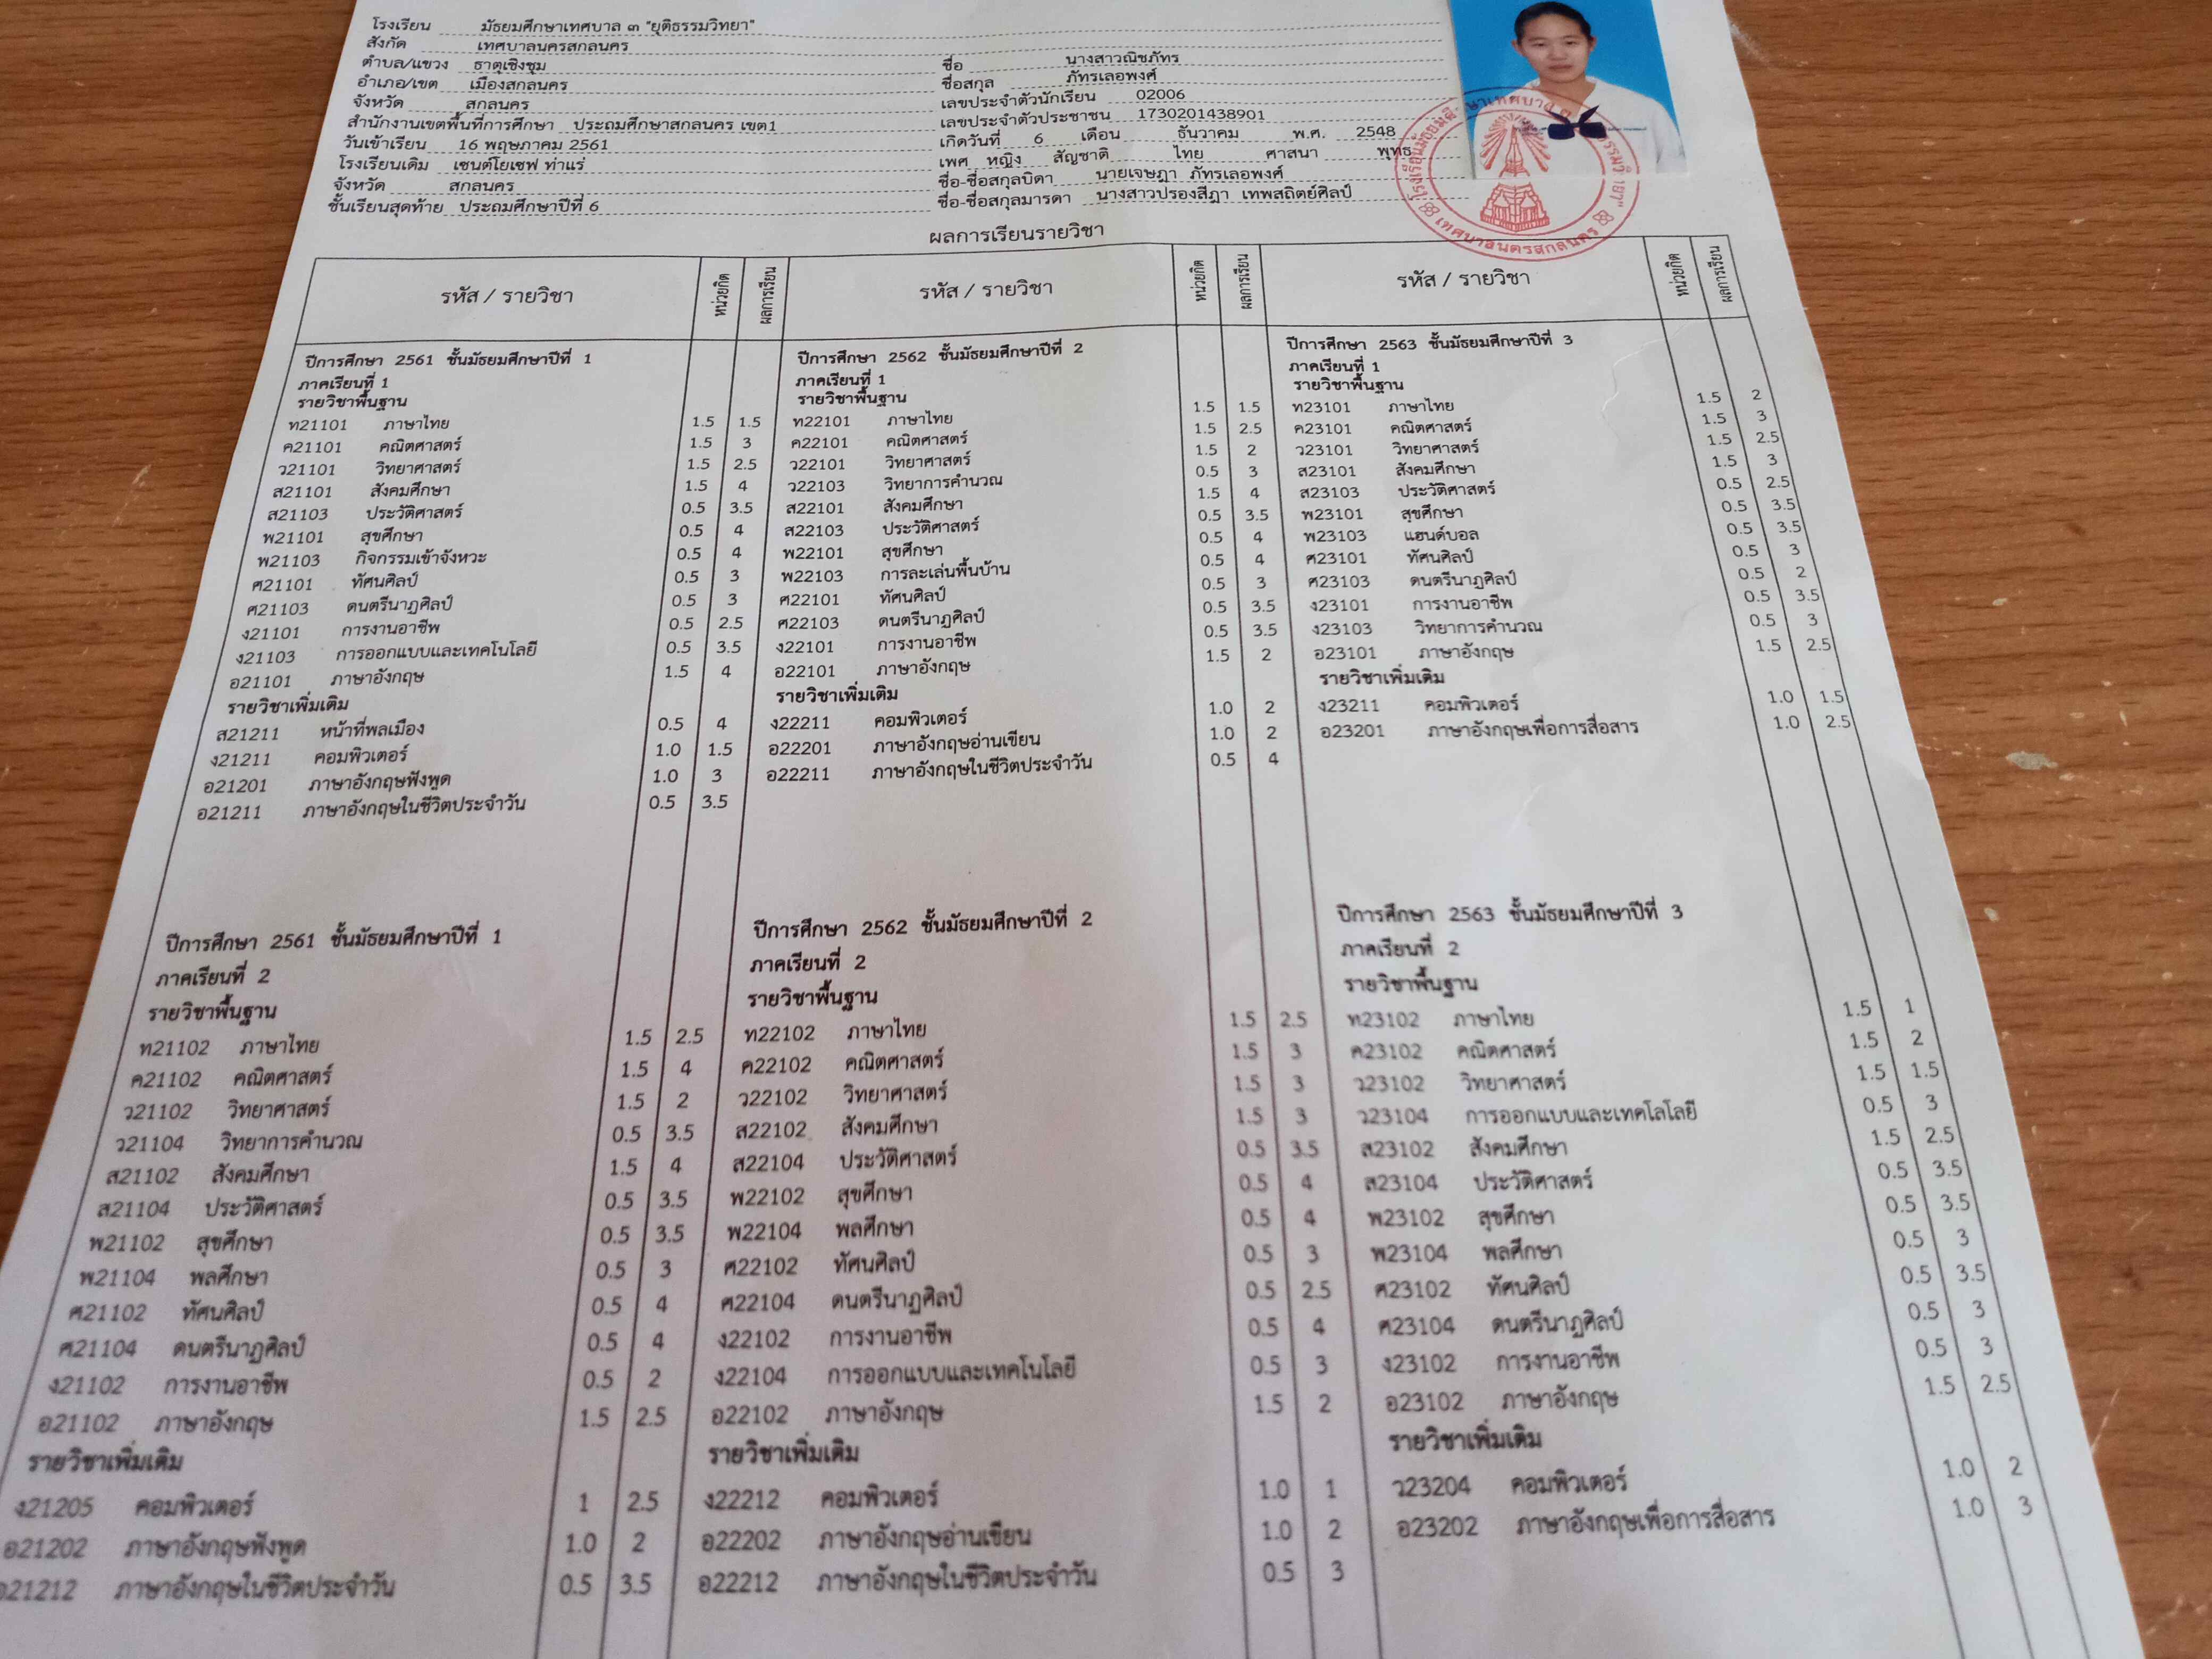 โรงเรียน มัธยมศึกษาเทศบาล ๓ "ยุติธรรมวิทยา"
สังกัด เทศบาลนครสกลนคร
ตำบล/แขวง ธาตุเชิงชุม
อำเภอ/เขต เมืองสกลนคร
จังหวัด สกลนคร
สำนักงานเขตพื้นที่การศึกษา ประถมศึกษาสกลนคร เขต1
วันเข้าเรียน 16 พฤษภาคม 2561
โรงเรียนเดิม เซนต์โยเซฟ ท่าแร่
จังหวัด สกลนคร
ชั้นเรียนสุดท้าย ประถมศึกษาปีที่ 6
ชื่อ นางสาวณิชภัทร
ชื่อสกุล ภัทรเลอพงศ์
เลขประจำตัวนักเรียน 02006
เลขประจำตัวประชาชน 1730201438901
เกิดวันที่ 6 เดือน ธันวาคม พ.ศ. 2548
เพศ หญิง สัญชาติ ไทย ศาสนา พุทธ
ชื่อ-ชื่อสกุลบิดา นายเจษฎา ภัทรเลอพงศ์
ชื่อ-ชื่อสกุลมารดา นางสาวปรองสีฎา เทพสถิตย์ศิลป์
เทศบาลนครสกลนคร
ผลการเรียนรายวิชา
รหัส / รายวิชา หน่วยกิต ผลการเรียน รหัส / รายวิชา หน่วยกิต ผลการเรียน รหัส / รายวิชา หน่วยกิต ผลการเรียน
ปีการศึกษา 2561 ชั้นมัธยมศึกษาปีที่ 1
ภาคเรียนที่ 1
รายวิชาพื้นฐาน
ท21101 ภาษาไทย 1.5 1.5
ค21101 คณิตศาสตร์ 1.5 3
ว21101 วิทยาศาสตร์ 1.5 2.5
ส21101 สังคมศึกษา 1.5 4
ส21103 ประวัติศาสตร์ 0.5 3.5
พ21101 สุขศึกษา 0.5 4
พ21103 กิจกรรมเข้าจังหวะ 0.5 4
ศ21101 ทัศนศิลป์ 0.5 3
ศ21103 ดนตรีนาฏศิลป์ 0.5 3
ง21101 การงานอาชีพ 0.5 2.5
ง21103 การออกแบบและเทคโนโลยี 0.5 3.5
อ21101 ภาษาอังกฤษ 1.5 4
รายวิชาเพิ่มเติม
ส21211 หน้าที่พลเมือง 0.5 4
ง21211 คอมพิวเตอร์ 1.0 1.5
อ21201 ภาษาอังกฤษฟังพูด 1.0 3
อ21211 ภาษาอังกฤษในชีวิตประจำวัน 0.5 3.5
ปีการศึกษา 2561 ชั้นมัธยมศึกษาปีที่ 1
ภาคเรียนที่ 2
รายวิชาพื้นฐาน
ท21102 ภาษาไทย 1.5 2.5
ค21102 คณิตศาสตร์ 1.5 4
ว21102 วิทยาศาสตร์ 1.5 2
ว21104 วิทยาการคำนวณ 0.5 3.5
ส21102 สังคมศึกษา 1.5 4
ส21104 ประวัติศาสตร์ 0.5 3.5
พ21102 สุขศึกษา 0.5 3.5
พ21104 พลศึกษา 0.5 3
ศ21102 ทัศนศิลป์ 0.5 4
ศ21104 ดนตรีนาฏศิลป์ 0.5 4
ง21102 การงานอาชีพ 0.5 2
อ21102 ภาษาอังกฤษ 1.5 2.5
รายวิชาเพิ่มเติม
ง21205 คอมพิวเตอร์ 1 2.5
อ21202 ภาษาอังกฤษฟังพูด 1.0 2
อ21212 ภาษาอังกฤษในชีวิตประจำวัน 0.5 3.5
ปีการศึกษา 2562 ชั้นมัธยมศึกษาปีที่ 2
ภาคเรียนที่ 1
รายวิชาพื้นฐาน
ท22101 ภาษาไทย 1.5 1.5
ค22101 คณิตศาสตร์ 1.5 2.5
ว22101 วิทยาศาสตร์ 1.5 2
ว22103 วิทยาการคำนวณ 0.5 3
ส22101 สังคมศึกษา 1.5 4
ส22103 ประวัติศาสตร์ 0.5 3.5
พ22101 สุขศึกษา 0.5 4
พ22103 การละเล่นพื้นบ้าน 0.5 4
ศ22101 ทัศนศิลป์ 0.5 3
ศ22103 ดนตรีนาฏศิลป์ 0.5 3.5
ง22101 การงานอาชีพ 0.5 3.5
อ22101 ภาษาอังกฤษ 1.5 2
รายวิชาเพิ่มเติม
ง22211 คอมพิวเตอร์ 1.0 2
อ22201 ภาษาอังกฤษอ่านเขียน 1.0 2
อ22211 ภาษาอังกฤษในชีวิตประจำวัน 0.5 4
ปีการศึกษา 2562 ชั้นมัธยมศึกษาปีที่ 2
ภาคเรียนที่ 2
รายวิชาพื้นฐาน
ท22102 ภาษาไทย 1.5 2.5
ค22102 คณิตศาสตร์ 1.5 3
ว22102 วิทยาศาสตร์ 1.5 3
ส22102 สังคมศึกษา 1.5 3
ส22104 ประวัติศาสตร์ 0.5 3.5
พ22102 สุขศึกษา 0.5 4
พ22104 พลศึกษา 0.5 4
ศ22102 ทัศนศิลป์ 0.5 3
ศ22104 ดนตรีนาฏศิลป์ 0.5 2.5
ง22102 การงานอาชีพ 0.5 4
ง22104 การออกแบบและเทคโนโลยี 0.5 3
อ22102 ภาษาอังกฤษ 1.5 2
รายวิชาเพิ่มเติม
ง22212 คอมพิวเตอร์ 1.0 1
อ22202 ภาษาอังกฤษอ่านเขียน 1.0 2
อ22212 ภาษาอังกฤษในชีวิตประจำวัน 0.5 3
ปีการศึกษา 2563 ชั้นมัธยมศึกษาปีที่ 3
ภาคเรียนที่ 1
รายวิชาพื้นฐาน
ท23101 ภาษาไทย 1.5 2
ค23101 คณิตศาสตร์ 1.5 3
ว23101 วิทยาศาสตร์ 1.5 2.5
ส23101 สังคมศึกษา 1.5 3
ส23103 ประวัติศาสตร์ 0.5 2.5
พ23101 สุขศึกษา 0.5 3.5
พ23103 แฮนด์บอล 0.5 3.5
ศ23101 ทัศนศิลป์ 0.5 3
ศ23103 ดนตรีนาฏศิลป์ 0.5 2
ง23101 การงานอาชีพ 0.5 3.5
ง23103 วิทยาการคำนวณ 0.5 3
อ23101 ภาษาอังกฤษ 1.5 2.5
รายวิชาเพิ่มเติม
ง23211 คอมพิวเตอร์ 1.0 1.5
อ23201 ภาษาอังกฤษเพื่อการสื่อสาร 1.0 2.5
ปีการศึกษา 2563 ชั้นมัธยมศึกษาปีที่ 3
ภาคเรียนที่ 2
รายวิชาพื้นฐาน
ท23102 ภาษาไทย 1.5 1
ค23102 คณิตศาสตร์ 1.5 2
ว23102 วิทยาศาสตร์ 1.5 1.5
ว23104 การออกแบบและเทคโลโลยี 0.5 3
ส23102 สังคมศึกษา 1.5 2.5
ส23104 ประวัติศาสตร์ 0.5 3.5
พ23102 สุขศึกษา 0.5 3.5
พ23104 พลศึกษา 0.5 3
ศ23102 ทัศนศิลป์ 0.5 3.5
ศ23104 ดนตรีนาฏศิลป์ 0.5 3
ง23102 การงานอาชีพ 0.5 3
อ23102 ภาษาอังกฤษ 1.5 2.5
รายวิชาเพิ่มเติม
ว23204 คอมพิวเตอร์ 1.0 2
อ23202 ภาษาอังกฤษเพื่อการสื่อสาร 1.0 3